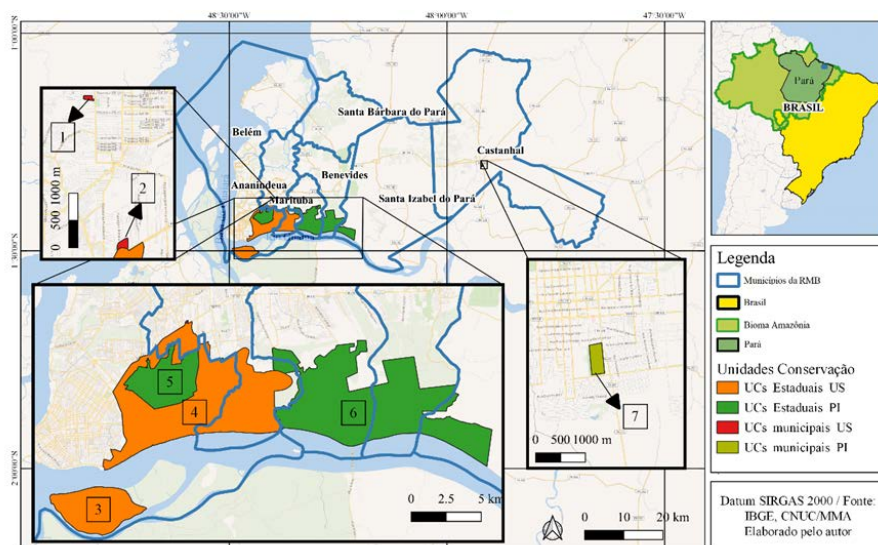 48°30'00"W
48°00'00"W
47°30'00"W
1°00'00"S
1°30'00"S
2°00'00"S
Santa Bárbara do Pará
Belém
Castanhal
Benevides
Ananindeua
Marituba
Santa Izabel do Pará
1
2
0 500 1000 m
5
4
6
3
0 2.5 5 km
7
0 500 1000 m
0 10 20 km
Pará
BRASIL
Legenda
Municípios da RMB
Brasil
Bioma Amazônia
Pará
Unidades Conservação
UCs Estaduais US
UCs Estaduais PI
UCs municipais US
UCs municipais PI
Datum SIRGAS 2000 / Fonte:
IBGE, CNUC/MMA
Elaborado pelo autor